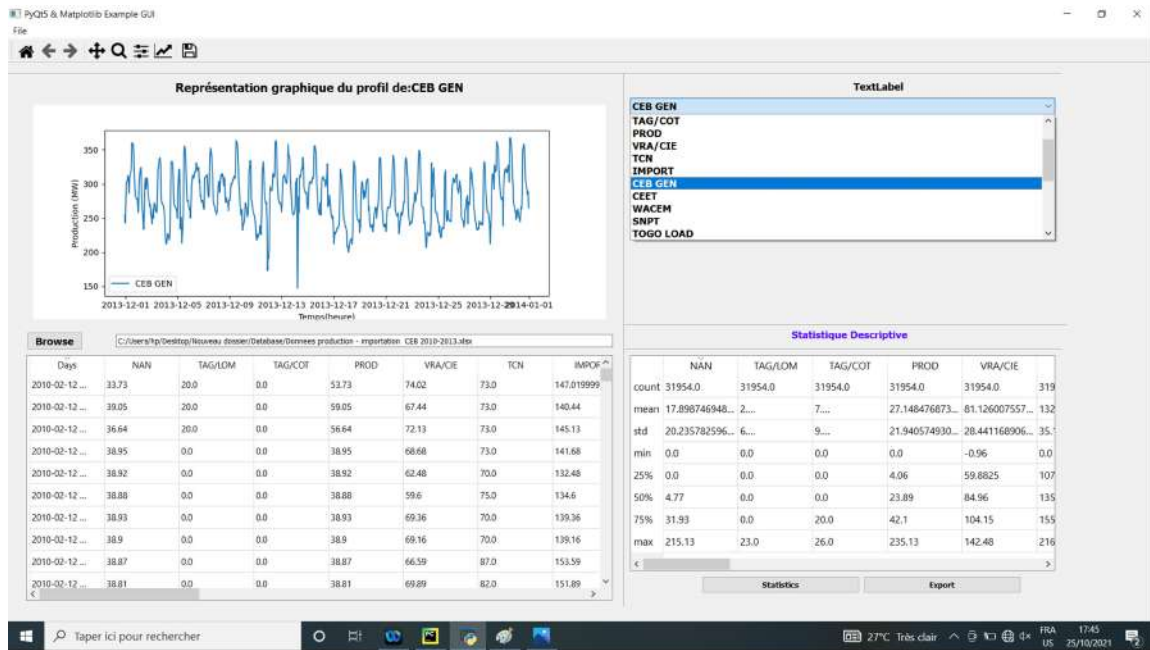 PyQt5 & Matplotlib Example GUI
File
Représentation graphique du profil de:CEB GEN
Production (MW)
350
300
250
200
150
CEB GEN
2013-12-01 2013-12-05 2013-12-09 2013-12-13 2013-12-17 2013-12-21 2013-12-25 2013-12-29 2014-01-01
Temps(heure)
TextLabel
CEB GEN
TAG/COT
PROD
VRA/CIE
TCN
IMPORT
CEB GEN
CEET
WACEM
SNPT
TOGO LOAD
Browse C:/Users/hp/Desktop/Nouveau dossier/Database/Donnees production - importation CEB 2010-2013.xlsx
Days NAN TAG/LOM TAG/COT PROD VRA/CIE TCN IMPOF
2010-02-12 ... 33.73 20.0 0.0 53.73 74.02 73.0 147.019999
2010-02-12 ... 39.05 20.0 0.0 59.05 67.44 73.0 140.44
2010-02-12 ... 36.64 20.0 0.0 56.64 72.13 73.0 145.13
2010-02-12 ... 38.95 0.0 0.0 38.95 68.68 73.0 141.68
2010-02-12 ... 38.92 0.0 0.0 38.92 62.48 70.0 132.48
2010-02-12 ... 38.88 0.0 0.0 38.88 59.6 75.0 134.6
2010-02-12 ... 38.93 0.0 0.0 38.93 69.36 70.0 139.36
2010-02-12 ... 38.9 0.0 0.0 38.9 69.16 70.0 139.16
2010-02-12 ... 38.87 0.0 0.0 38.87 66.59 87.0 153.59
2010-02-12 ... 38.81 0.0 0.0 38.81 69.89 82.0 151.89
Statistique Descriptive
NAN TAG/LOM TAG/COT PROD VRA/CIE
count 31954.0 31954.0 31954.0 31954.0 31954.0 319
mean 17.898746948... 2.... 7.... 27.148476873... 81.126007557... 132
std 20.235782596... 6.... 9.... 21.940574930... 28.441168906... 35.
min 0.0 0.0 0.0 0.0 -0.96 0.0
25% 0.0 0.0 0.0 4.06 59.8825 107
50% 4.77 0.0 0.0 23.89 84.96 135
75% 31.93 0.0 20.0 42.1 104.15 155
max 215.13 23.0 26.0 235.13 142.48 216
Statistics Export
Taper ici pour rechercher
27°C Très clair
FRA
US
17:45
25/10/2021